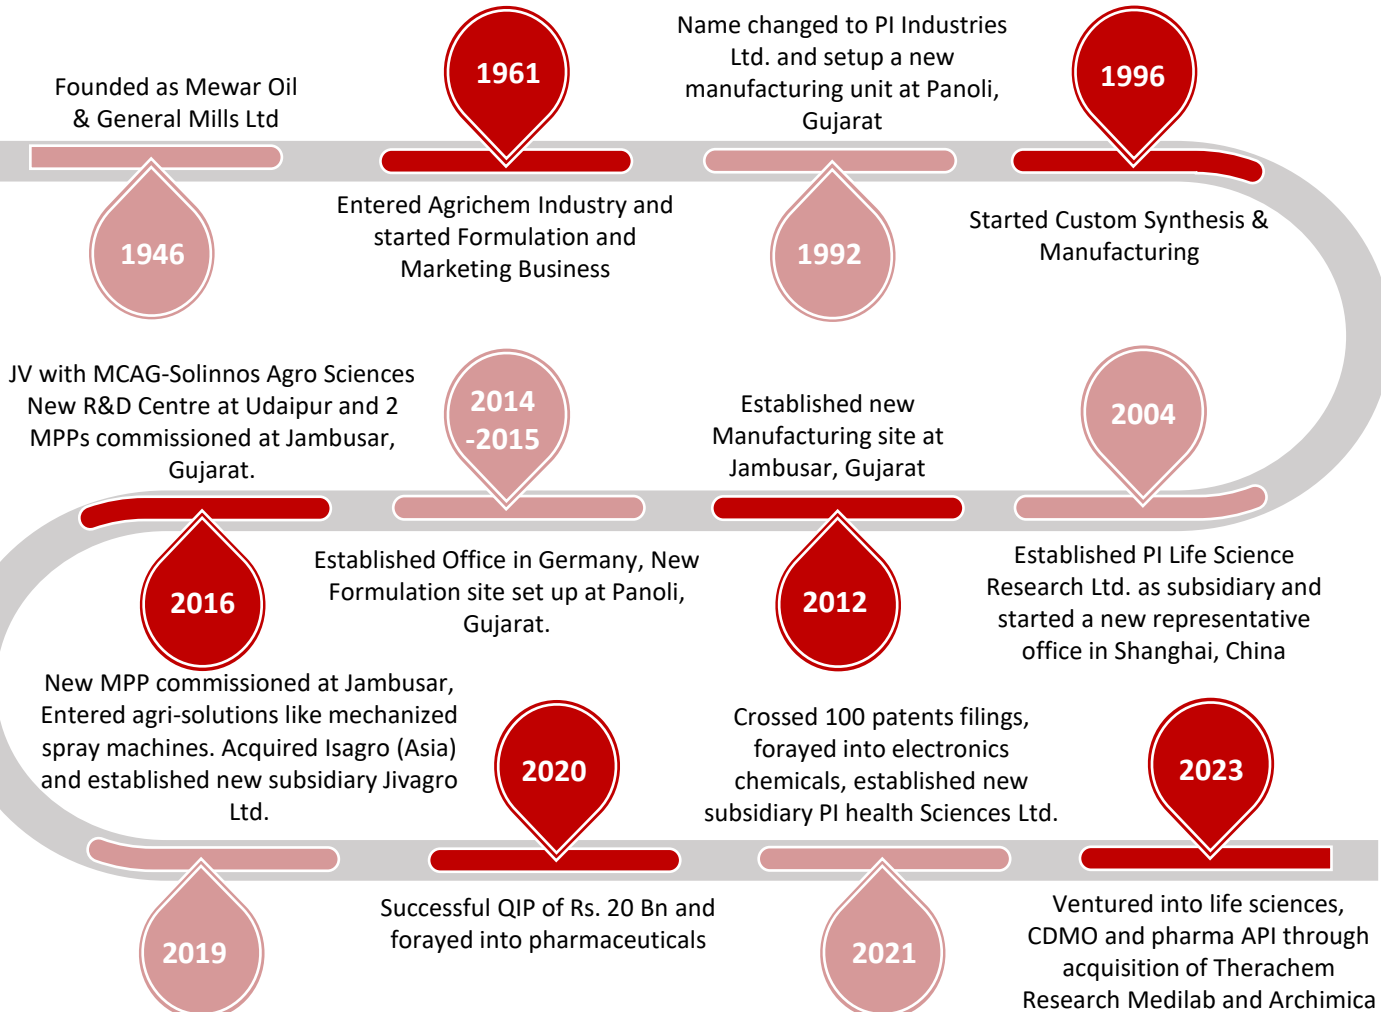 Founded as Mewar Oil
& General Mills Ltd
1946
1961
Entered Agrichem Industry and
started Formulation and
Marketing Business
Name changed to PI Industries
Ltd. and setup a new
manufacturing unit at Panoli,
Gujarat
1992
1996
Started Custom Synthesis &
Manufacturing
2004
Established PI Life Science
Research Ltd. as subsidiary and
started a new representative
office in Shanghai, China
Established new
Manufacturing site at
Jambusar, Gujarat
2012
2014
-2015
Established Office in Germany, New
Formulation site set up at Panoli,
Gujarat.
JV with MCAG-Solinnos Agro Sciences
New R&D Centre at Udaipur and 2
MPPs commissioned at Jambusar,
Gujarat.
2016
New MPP commissioned at Jambusar,
Entered agri-solutions like mechanized
spray machines. Acquired Isagro (Asia)
and established new subsidiary Jivagro
Ltd.
2019
2020
Successful QIP of Rs. 20 Bn and
forayed into pharmaceuticals
Crossed 100 patents filings,
forayed into electronics
chemicals, established new
subsidiary PI health Sciences Ltd.
2021
2023
Ventured into life sciences,
CDMO and pharma API through
acquisition of Therachem
Research Medilab and Archimica